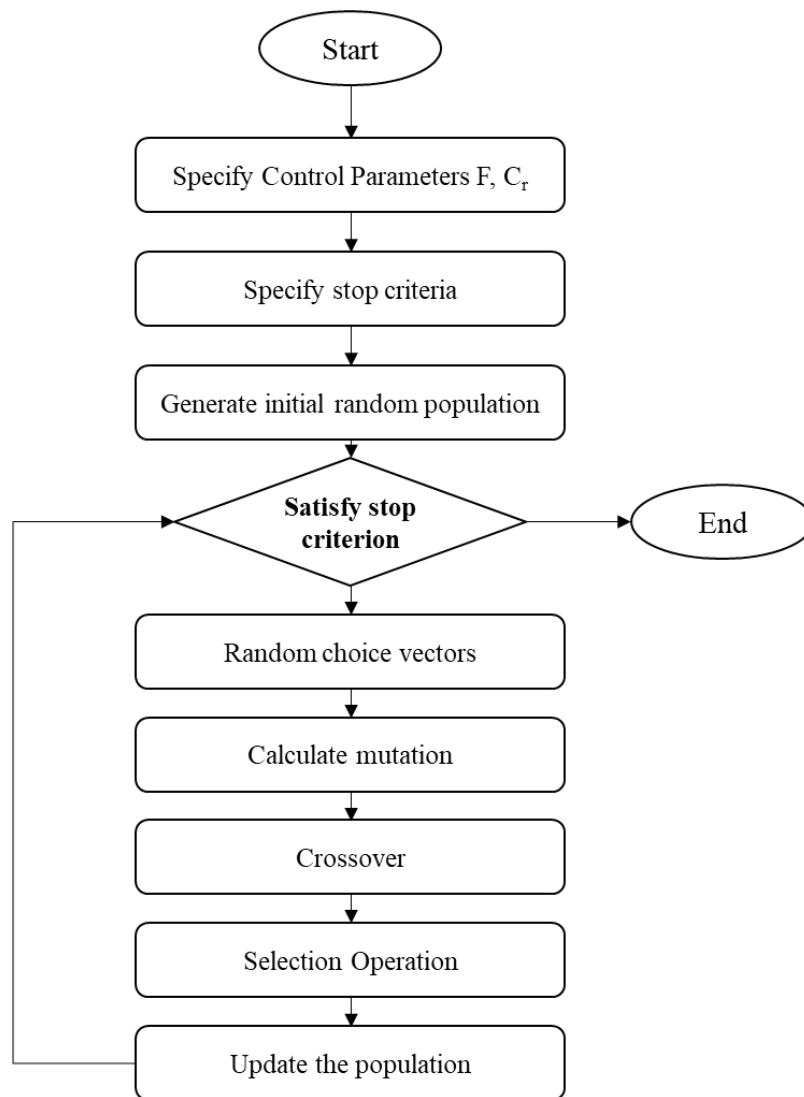 Start
Specify Control Parameters F, Cr
Specify stop criteria
Generate initial random population
Satisfy stop
criterion
End
Random choice vectors
Calculate mutation
Crossover
Selection Operation
Update the population